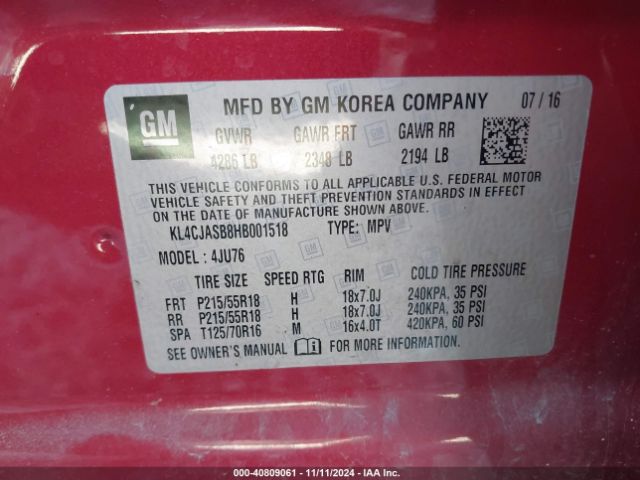 GM
MFD BY GM KOREA COMPANY 07 / 16
GVWR GAWR FRT GAWR RR
4286 LB 2348 LB 2194 LB
THIS VEHICLE CONFORMS TO ALL APPLICABLE U.S. FEDERAL MOTOR
VEHICLE SAFETY AND THEFT PREVENTION STANDARDS IN EFFECT
ON THE DATE OF MANUFACTURE SHOWN ABOVE.
KL4CJASB8HB001518 TYPE: MPV
MODEL : 4JU76
TIRE SIZE SPEED RTG RIM COLD TIRE PRESSURE
FRT P215/55R18 H 18x7.0J 240KPA, 35 PSI
RR P215/55R18 H 18x7.0J 240KPA, 35 PSI
SPA T125/70R16 M 16x4.0T 420KPA, 60 PSI
SEE OWNER'S MANUAL i FOR MORE INFORMATION.
000-40809061 - 11/11/2024 - IAA Inc.